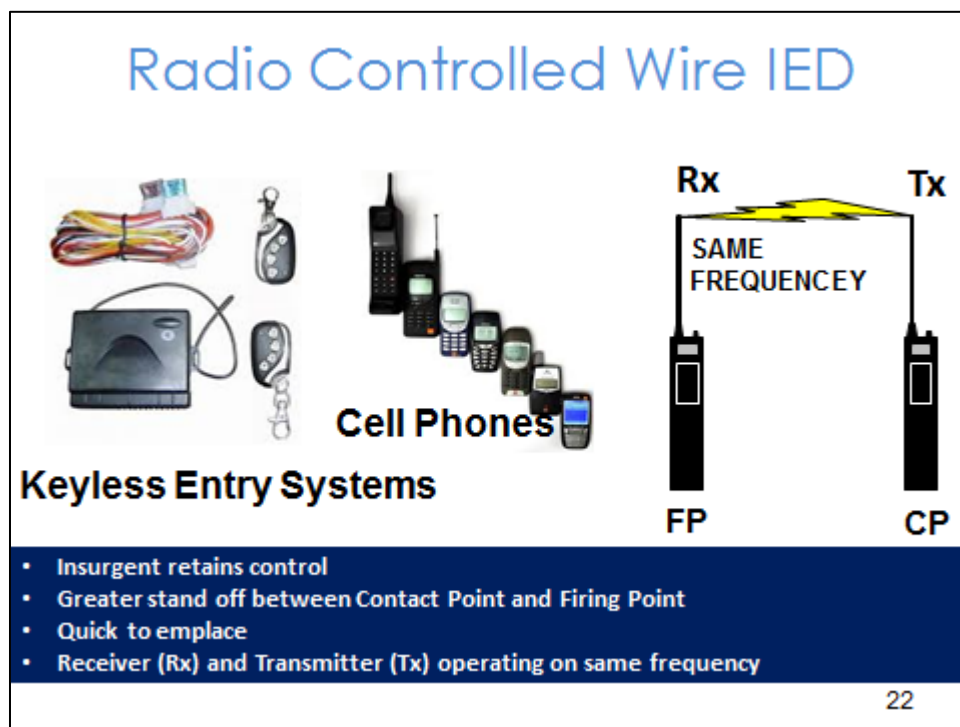 Radio Controlled Wire IED
Rx
Tx
SAME
FREQUENCEY
Cell Phones
Keyless Entry Systems
FP
CP
• Insurgent retains control
• Greater stand off between Contact Point and Firing Point
• Quick to emplace
• Receiver (Rx) and Transmitter (Tx) operating on same frequency
22